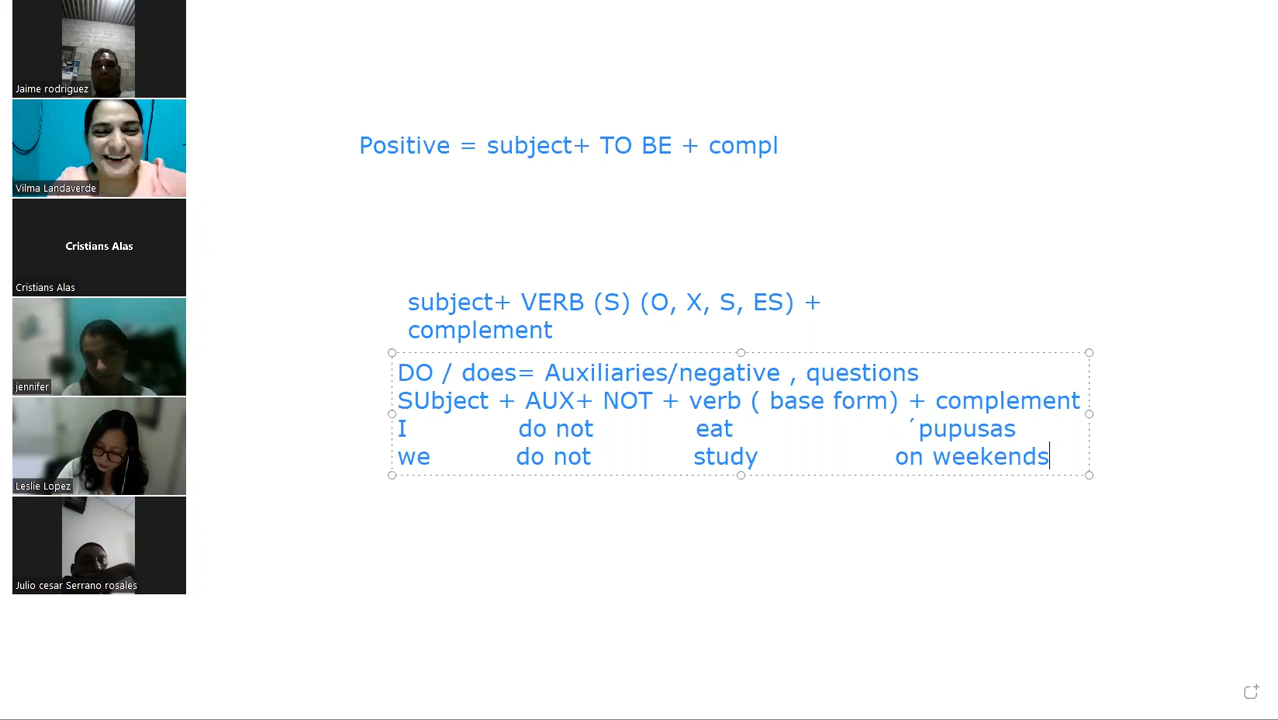 Jaime rodriguez
Vilma Landaverde
Cristians Alas
Cristians Alas
jennifer
Leslie Lopez
Julio cesar Serrano rosales
Positive = subject+ TO BE + compl
subject+ VERB (S) (O, X, S, ES) +
complement
DO / does= Auxiliaries/negative , questions
SUbject + AUX+ NOT + verb ( base form) + complement
I do not eat ´pupusas
we do not study on weekends